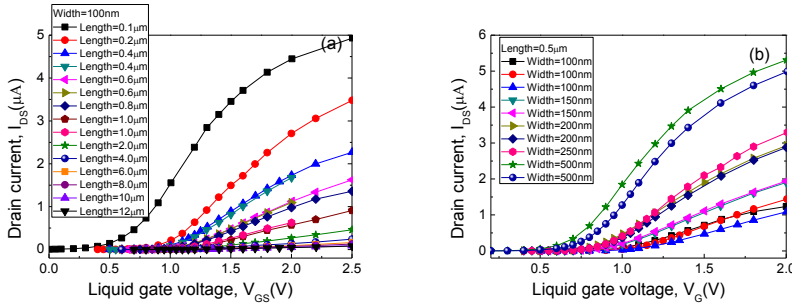 Width=100nm
Length=0.1μm
Length=0.2μm
Length=0.4μm
Length=0.4μm
Length=0.6μm
Length=0.6μm
Length=0.8μm
Length=1.0μm
Length=1.0μm
Length=2.0μm
Length=4.0μm
Length=6.0μm
Length=8.0μm
Length=10μm
Length=12μm
(a)
Drain current, I_DS(μA)
5
4
3
2
1
0
0.0 0.5 1.0 1.5 2.0 2.5
Liquid gate voltage, V_GS(V)
Length=0.5μm
Width=100nm
Width=100nm
Width=100nm
Width=150nm
Width=150nm
Width=200nm
Width=200nm
Width=250nm
Width=500nm
Width=500nm
(b)
Drain current, I_DS(μA)
6
5
4
3
2
1
0
0.5 1.0 1.5 2.0
Liquid gate voltage, V_G(V)